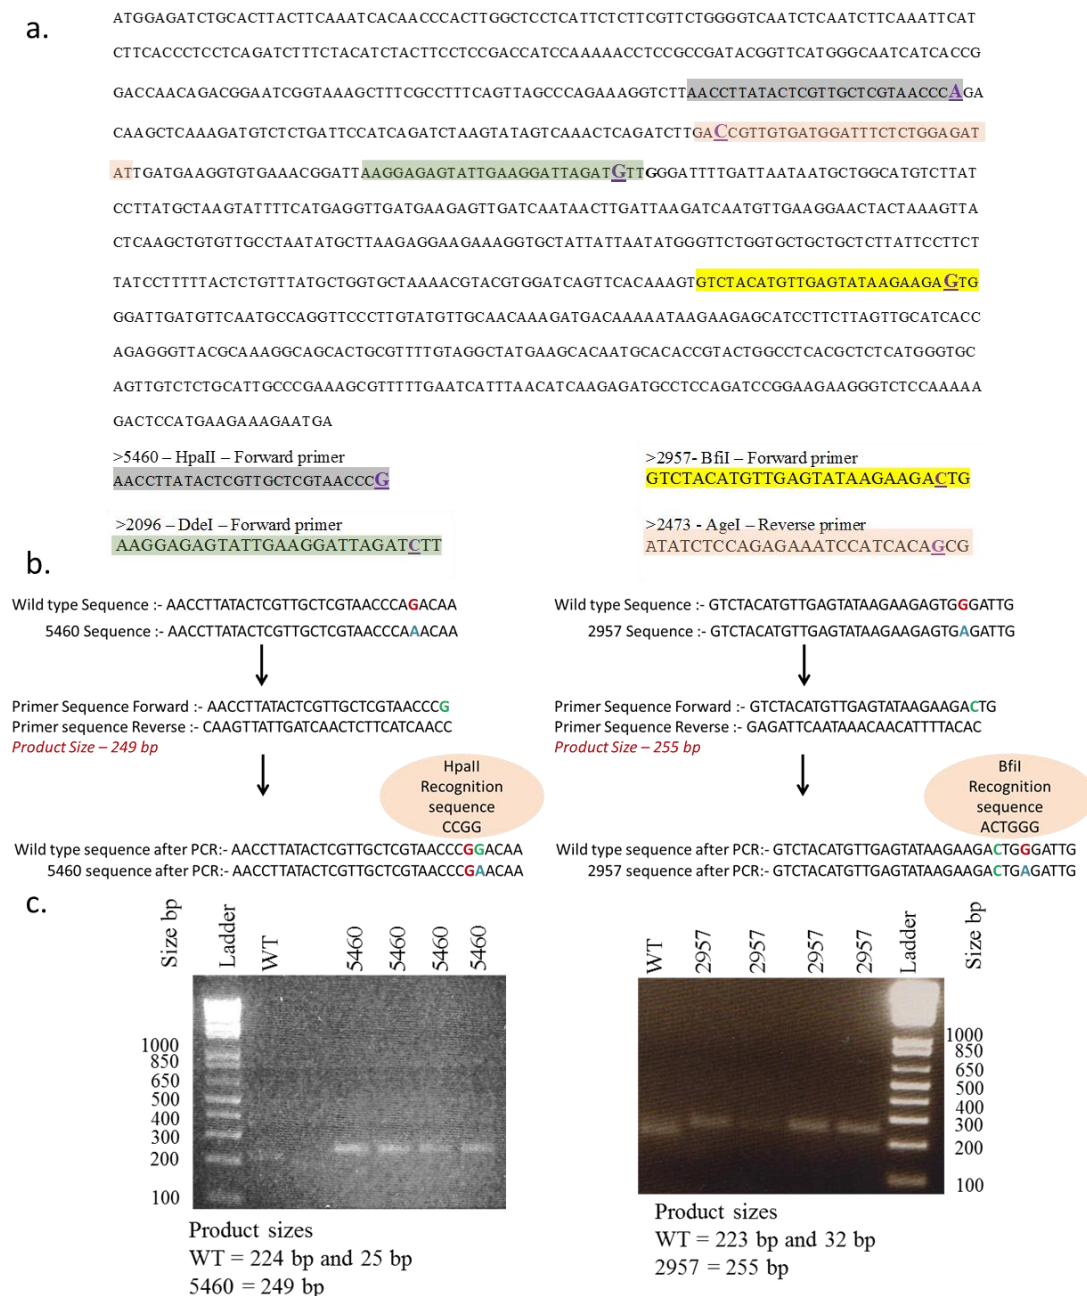 a.
ATGGAGATCTGCACTTACTTCAAATCACAACCCACTTGGCTCCTCATTCTCTTCGTTCTGGGGTCAATCTCAATCTTCAAATTCAT
CTTCACCCTCCTCAGATCTTTCTACATCTACTTCCTCCGACCATCCAAAAACCTCCGCCGATACGGTTCATGGGCAATCATCACCG
GACCAACAGACGGAATCGGTAAAGCTTTCGCCTTTCAGTTAGCCCAGAAAGGTCTTAACCTTATACTCGTTGCTCGTAACCCAGA
CAAGCTCAAAGATGTCTCTGATTCCATCAGATCTAAGTATAGTCAAACTCAGATCTTGACCGTTGTGATGGATTTCTCTGGAGAT
ATTGATGAAGGTGTGAAACGGATTAAGGAGAGTATTGAAGGATTAGATGTTGGGATTTTGATTAATAATGCTGGCATGTCTTAT
CCTTATGCTAAGTATTTTCATGAGGTTGATGAAGAGTTGATCAATAACTTGATTAAGATCAATGTTGAAGGAACTACTAAAGTTA
CTCAAGCTGTGTTGCCTAATATGCTTAAGAGGAAGAAAGGTGCTATTATTAATATGGGTTCTGGTGCTGCTGCTCTTATTCCTTCT
TATCCTTTTTACTCTGTTTATGCTGGTGCTAAAACGTACGTGGATCAGTTCACAAAGTGTCTACATGTTGAGTATAAGAAGAGTG
GGATTGATGTTCAATGCCAGGTTCCCTTGTATGTTGCAACAAAGATGACAAAAATAAGAAGAGCATCCTTCTTAGTTGCATCACC
AGAGGGTTACGCAAAGGCAGCACTGCGTTTTGTAGGCTATGAAGCACAATGCACACCGTACTGGCCTCACGCTCTCATGGGTGC
AGTTGTCTCTGCATTGCCCGAAAGCGTTTTTGAATCATTTAACATCAAGAGATGCCTCCAGATCCGGAAGAAGGGTCTCCAAAAA
GACTCCATGAAGAAAGAATGA
>5460 – HpaII – Forward primer
AACCTTATACTCGTTGCTCGTAACCCG
>2957- BfiI – Forward primer
GTCTACATGTTGAGTATAAGAAGACTG
>2096 – DdeI – Forward primer
AAGGAGAGTATTGAAGGATTAGATCTT
>2473 - AgeI – Reverse primer
ATATCTCCAGAGAAATCCATCACAGCG
b.
Wild type Sequence :- AACCTTATACTCGTTGCTCGTAACCCAGACAA
5460 Sequence :- AACCTTATACTCGTTGCTCGTAACCCAAACAA
Wild type Sequence :- GTCTACATGTTGAGTATAAGAAGAGTGGGATTG
2957 Sequence :- GTCTACATGTTGAGTATAAGAAGAGTGAGATTG
Primer Sequence Forward :- AACCTTATACTCGTTGCTCGTAACCCG
Primer sequence Reverse :- CAAGTTATTGATCAACTCTTCATCAACC
Product Size – 249 bp
Primer Sequence Forward :- GTCTACATGTTGAGTATAAGAAGACTG
Primer Sequence Reverse :- GAGATTCAATAAACAACATTTTACAC
Product Size – 255 bp
HpaII
Recognition
sequence
CCGG
BfiI
Recognition
sequence
ACTGGG
Wild type sequence after PCR:- AACCTTATACTCGTTGCTCGTAACCCGGACAA
5460 sequence after PCR:- AACCTTATACTCGTTGCTCGTAACCCGAACAA
Wild type sequence after PCR:- GTCTACATGTTGAGTATAAGAAGACTGGGATTG
2957 sequence after PCR:- GTCTACATGTTGAGTATAAGAAGACTGAGATTG
c.
Size bp
Ladder
WT
5460
5460
5460
5460
1000
850
650
500
400
300
200
100
Product sizes
WT = 224 bp and 25 bp
5460 = 249 bp
WT
2957
2957
2957
2957
Ladder
Size bp
1000
850
650
500
400
300
200
100
Product sizes
WT = 223 bp and 32 bp
2957 = 255 bp